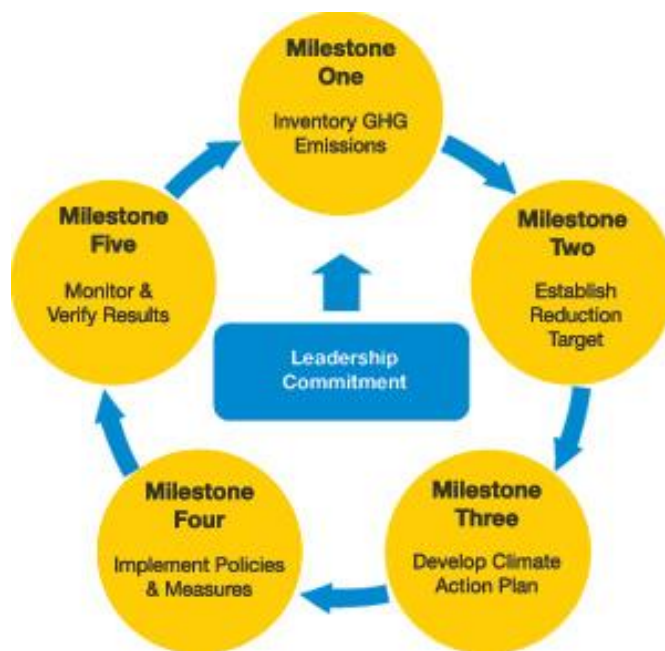 Milestone
One
Inventory GHG
Emissions
Milestone
Two
Establish
Reduction
Target
Milestone
Three
Develop Climate
Action Plan
Milestone
Four
Implement Policies
& Measures
Milestone
Five
Monitor &
Verify Results
Leadership
Commitment